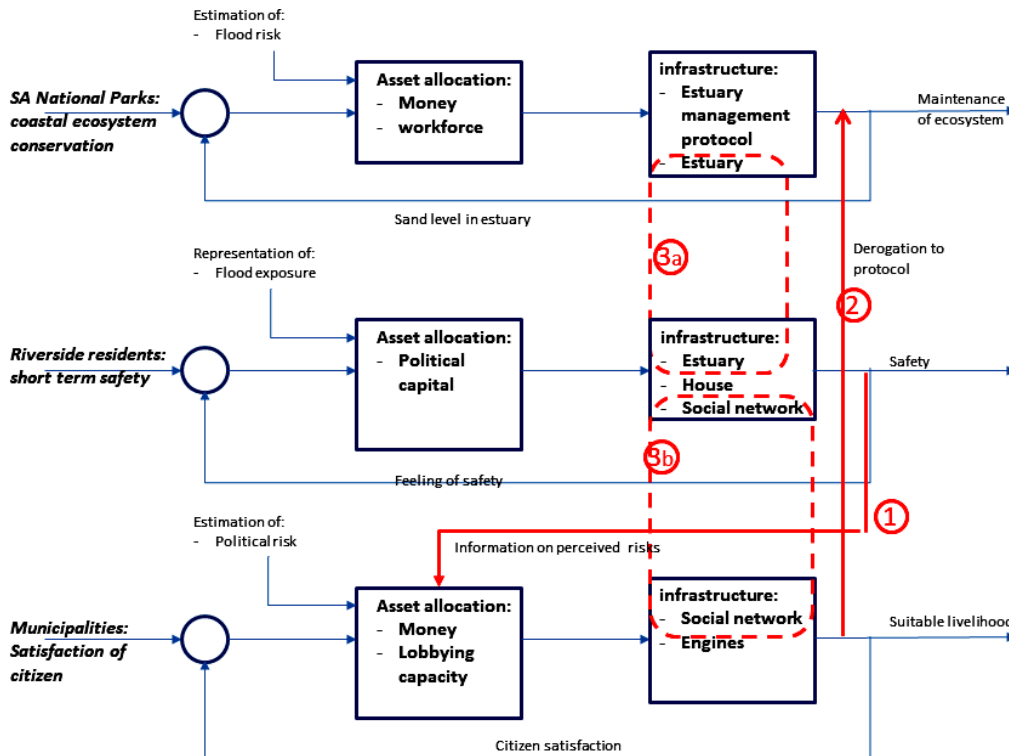 Estimation of:
- Flood risk
SA National Parks:
coastal ecosystem
conservation
Asset allocation:
- Money
- workforce
infrastructure:
- Estuary
management
protocol
- Estuary
Maintenance
of ecosystem
Sand level in estuary
Representation of:
- Flood exposure
3a
Derogation to
protocol
2
Riverside residents:
short term safety
Asset allocation:
- Political
capital
infrastructure:
- Estuary
- House
- Social network
Safety
3b
Feeling of safety
1
Estimation of:
- Political risk
Information on perceived risks
Municipalities:
Satisfaction of
citizen
Asset allocation:
- Money
- Lobbying
capacity
infrastructure:
- Social network
- Engines
Suitable livelihood
Citizen satisfaction